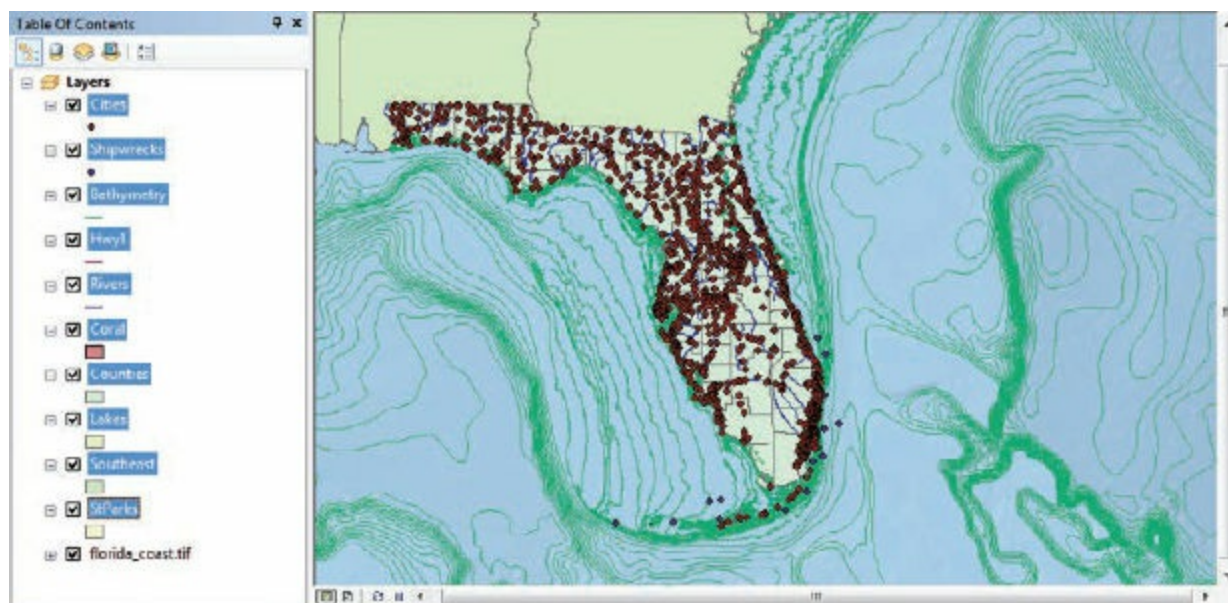 Table Of Contents
Layers
Cities
Shipwrecks
Bathymetry
Hwy1
Rivers
Coral
Counties
Lakes
Southeast
StParks
florida_coast.tif